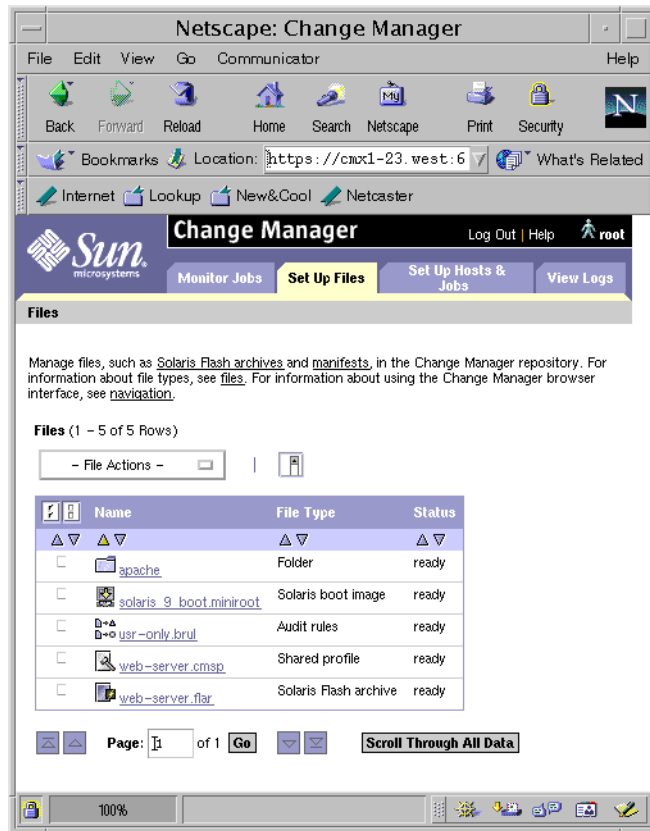 Netscape: Change Manager
File Edit View Go Communicator Help
Back Forward Reload Home Search Netscape Print Security
My
N
Bookmarks Location: https://cmx1-23.west:6 What's Related
Internet Lookup New&Cool Netcaster
Sun microsystems
Change Manager Log Out | Help root
Monitor Jobs Set Up Files Set Up Hosts & Jobs View Logs
Files
Manage files, such as Solaris Flash archives and manifests, in the Change Manager repository. For
information about file types, see files. For information about using the Change Manager browser
interface, see navigation.
Files (1 - 5 of 5 Rows)
- File Actions - |
Name File Type Status
apache Folder ready
solaris_9_boot.miniroot Solaris boot image ready
usr-only.brul Audit rules ready
web-server.cmsp Shared profile ready
web-server.flar Solaris Flash archive ready
Page: 1 of 1 Go Scroll Through All Data
100%